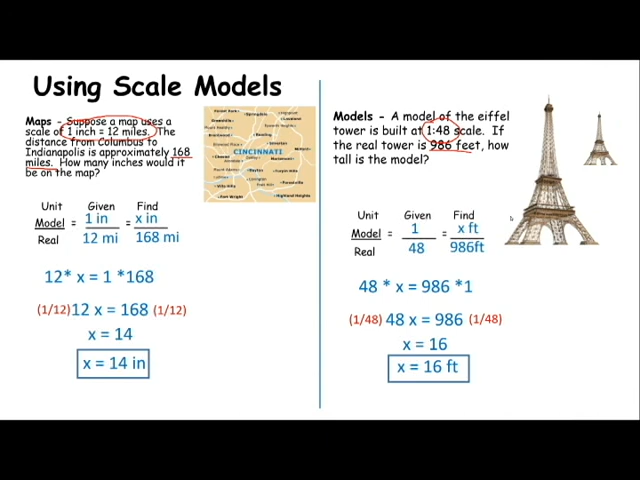 Using Scale Models
Maps - Suppose a map uses a
scale of 1 inch = 12 miles. The
distance from Columbus to
Indianapolis is approximately 168
miles. How many inches would it
be on the map?
CINCINNATI
Unit Given Find
Model = 1 in = x in
Real 12 mi 168 mi
12* x = 1 *168
(1/12) 12 x = 168 (1/12)
x = 14
x = 14 in
Models - A model of the eiffel
tower is built at 1:48 scale. If
the real tower is 986 feet, how
tall is the model?
Unit Given Find
Model = 1 = x ft
Real 48 986ft
48 * x = 986 *1
(1/48) 48 x = 986 (1/48)
x = 16
x = 16 ft